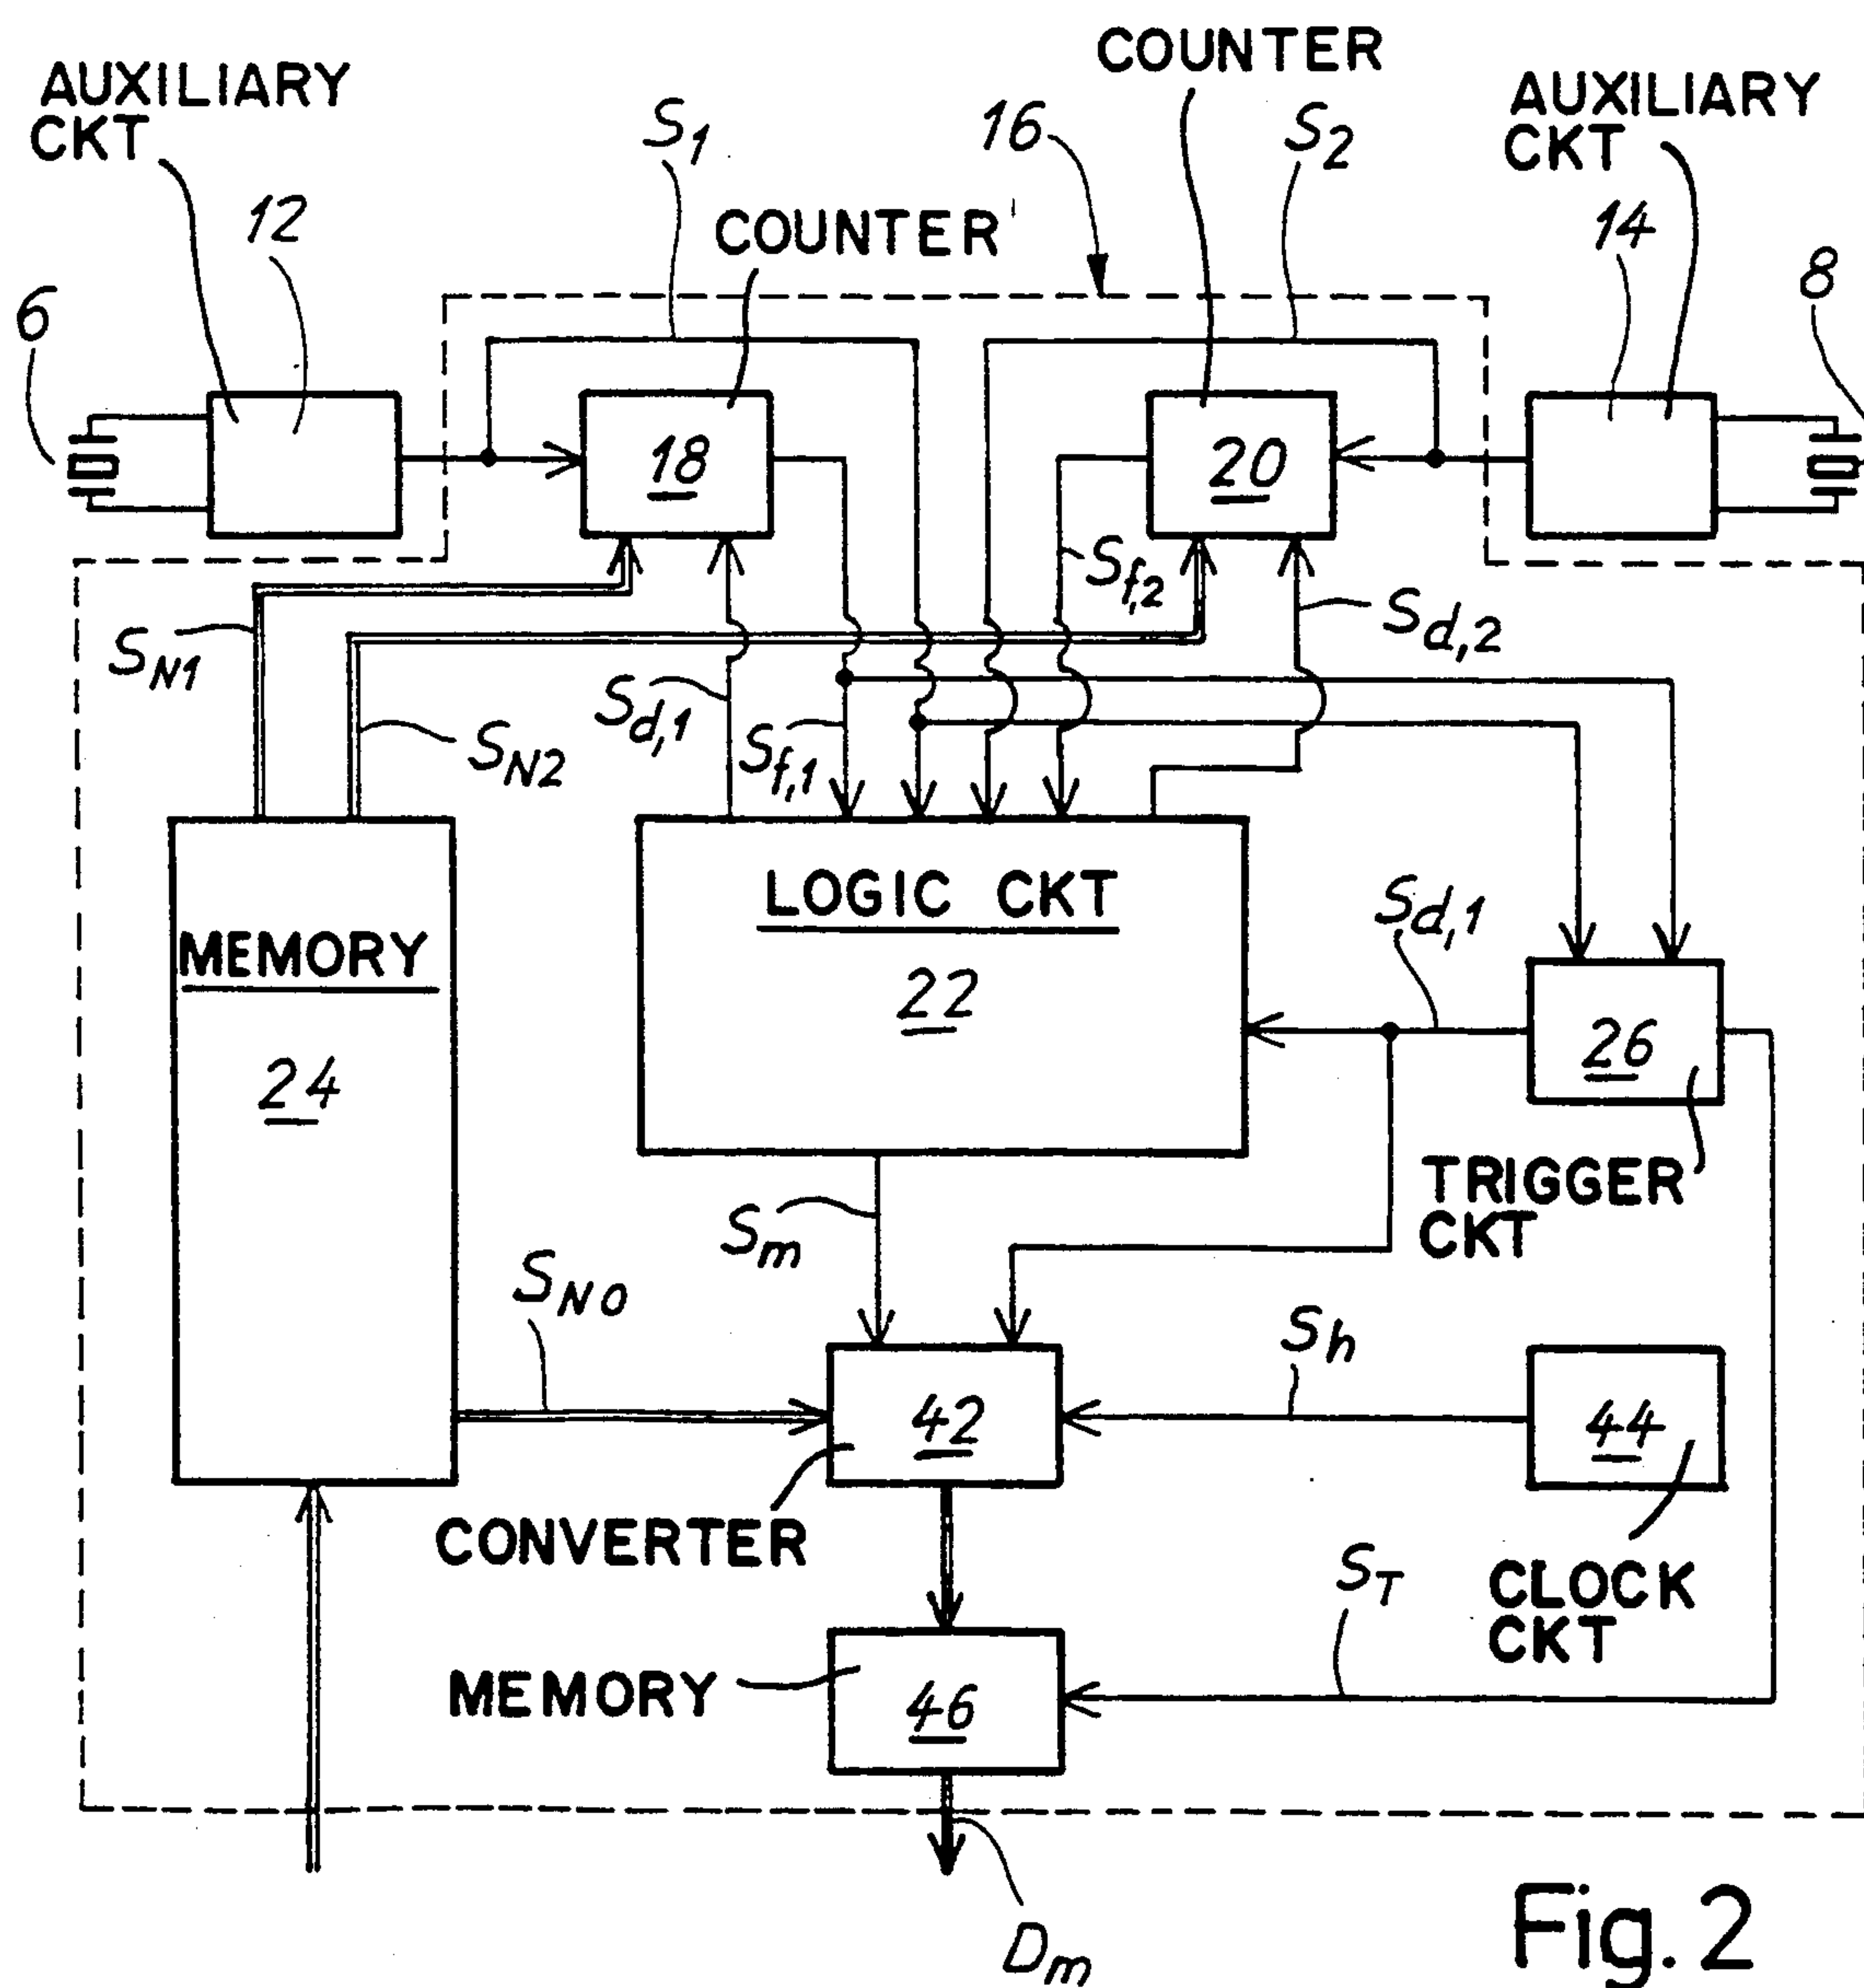 COUNTER
AUXILIARY
CKT
S1
16
S2
AUXILIARY
CKT
12
COUNTER
14
6
8
18
20
Sf,2
Sd,2
SN1
Sd,1
Sf,1
SN2
LOGIC CKT
22
Sd,1
MEMORY
24
26
TRIGGER
CKT
Sm
SNO
Sh
42
44
CONVERTER
ST
CLOCK
CKT
MEMORY
46
Dm
Fig. 2